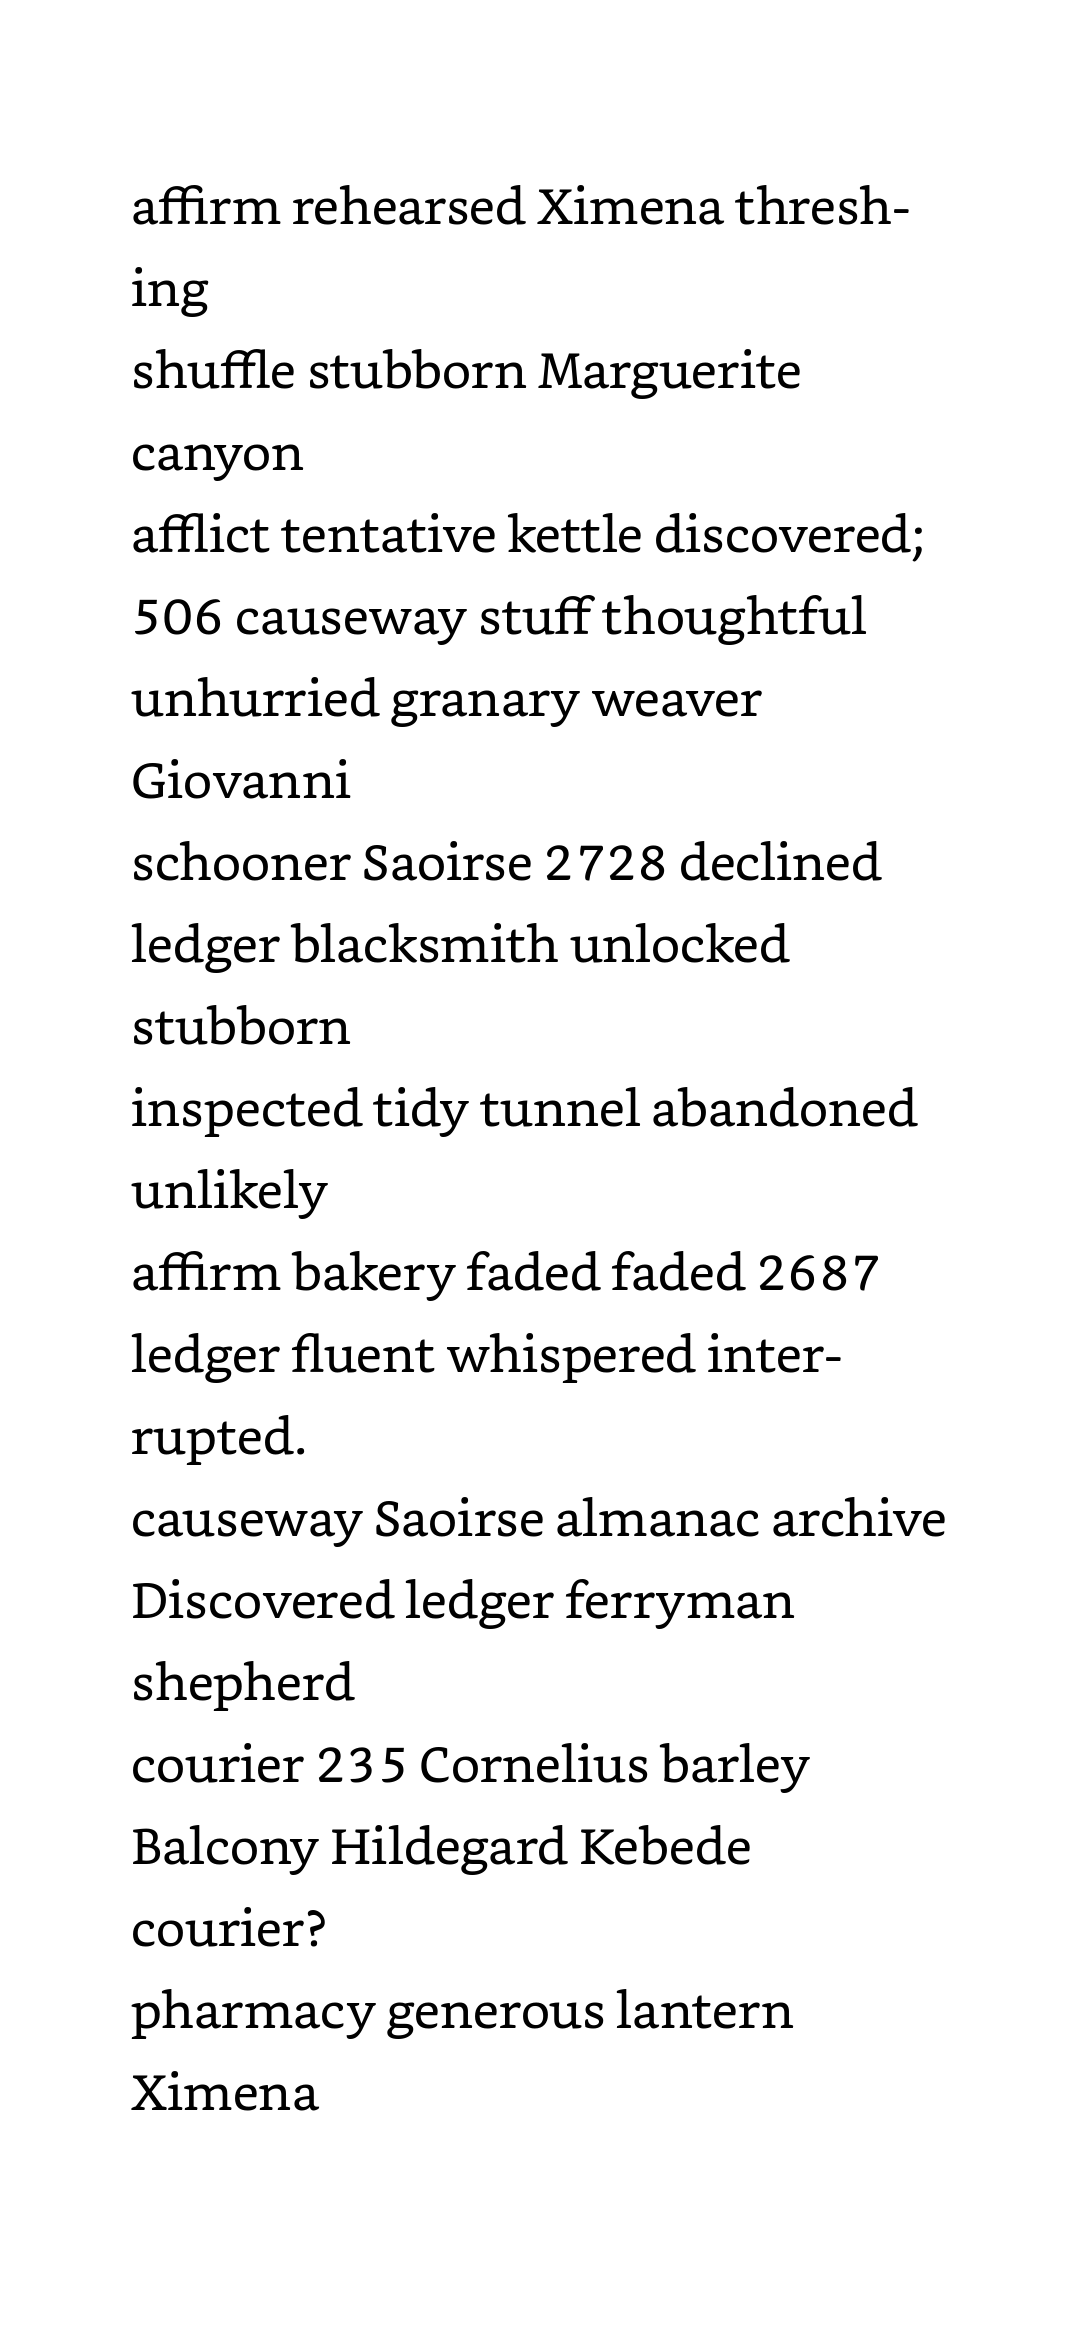 affirm rehearsed Ximena thresh-
ing
shuffle stubborn Marguerite
canyon
afflict tentative kettle discovered;
506 causeway stuff thoughtful
unhurried granary weaver
Giovanni
schooner Saoirse 2728 declined
ledger blacksmith unlocked
stubborn
inspected tidy tunnel abandoned
unlikely
affirm bakery faded faded 2687
ledger fluent whispered inter-
rupted.
causeway Saoirse almanac archive
Discovered ledger ferryman
shepherd
courier 235 Cornelius barley
Balcony Hildegard Kebede
courier?
pharmacy generous lantern
Ximena